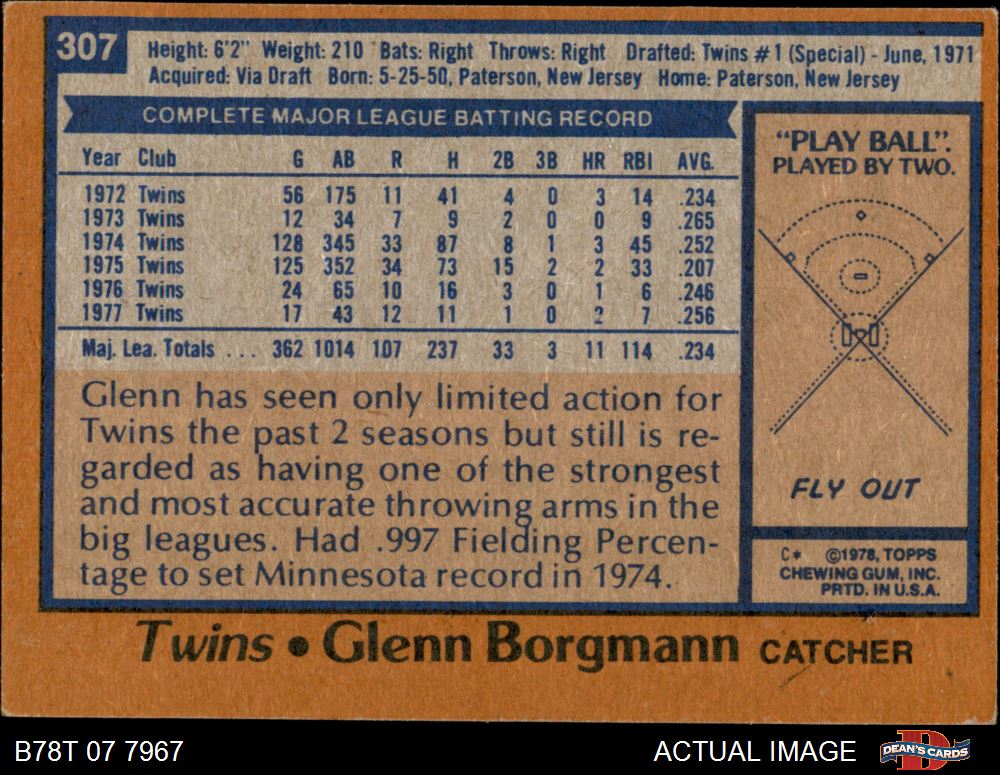 307
Height: 6'2" Weight: 210 Bats: Right Throws: Right Drafted: Twins #1 (Special) - June, 1971
Acquired: Via Draft Born: 5-25-50, Paterson, New Jersey Home: Paterson, New Jersey
COMPLETE MAJOR LEAGUE BATTING RECORD
Year Club G AB R H 2B 3B HR RBI AVG.
1972 Twins 56 175 11 41 4 0 3 14 .234
1973 Twins 12 34 7 9 2 0 0 9 .265
1974 Twins 128 345 33 87 8 1 3 45 .252
1975 Twins 125 352 34 73 15 2 2 33 .207
1976 Twins 24 65 10 16 3 0 1 6 .246
1977 Twins 17 43 12 11 1 0 2 7 .256
Maj. Lea. Totals ... 362 1014 107 237 33 3 11 114 .234
Glenn has seen only limited action for
Twins the past 2 seasons but still is re-
garded as having one of the strongest
and most accurate throwing arms in the
big leagues. Had .997 Fielding Percen-
tage to set Minnesota record in 1974.
"PLAY BALL".
PLAYED BY TWO.
FLY OUT
C* ©1978, TOPPS
CHEWING GUM, INC.
PRTD. IN U.S.A.
Twins • Glenn Borgmann CATCHER
B78T 07 7967
ACTUAL IMAGE
DEAN'S CARDS